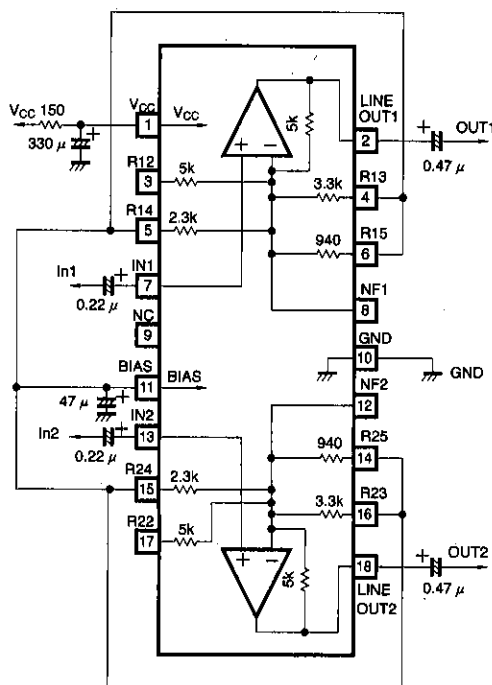 VCC 150
330 μ
+
VCC
1
VCC
R12
3
5k
R14
5
2.3k
In1
+
0.22 μ
IN1
7
NC
9
BIAS
11
BIAS
47 μ
+
In2
+
0.22 μ
IN2
13
R24
15
2.3k
R22
17
5k
+ −
5k
LINE
OUT1
2
+
OUT1
0.47 μ
3.3k
R13
4
940
R15
6
NF1
8
GND
10
GND
NF2
12
940
R25
14
3.3k
R23
16
+ −
5k
18
LINE
OUT2
+
OUT2
0.47 μ